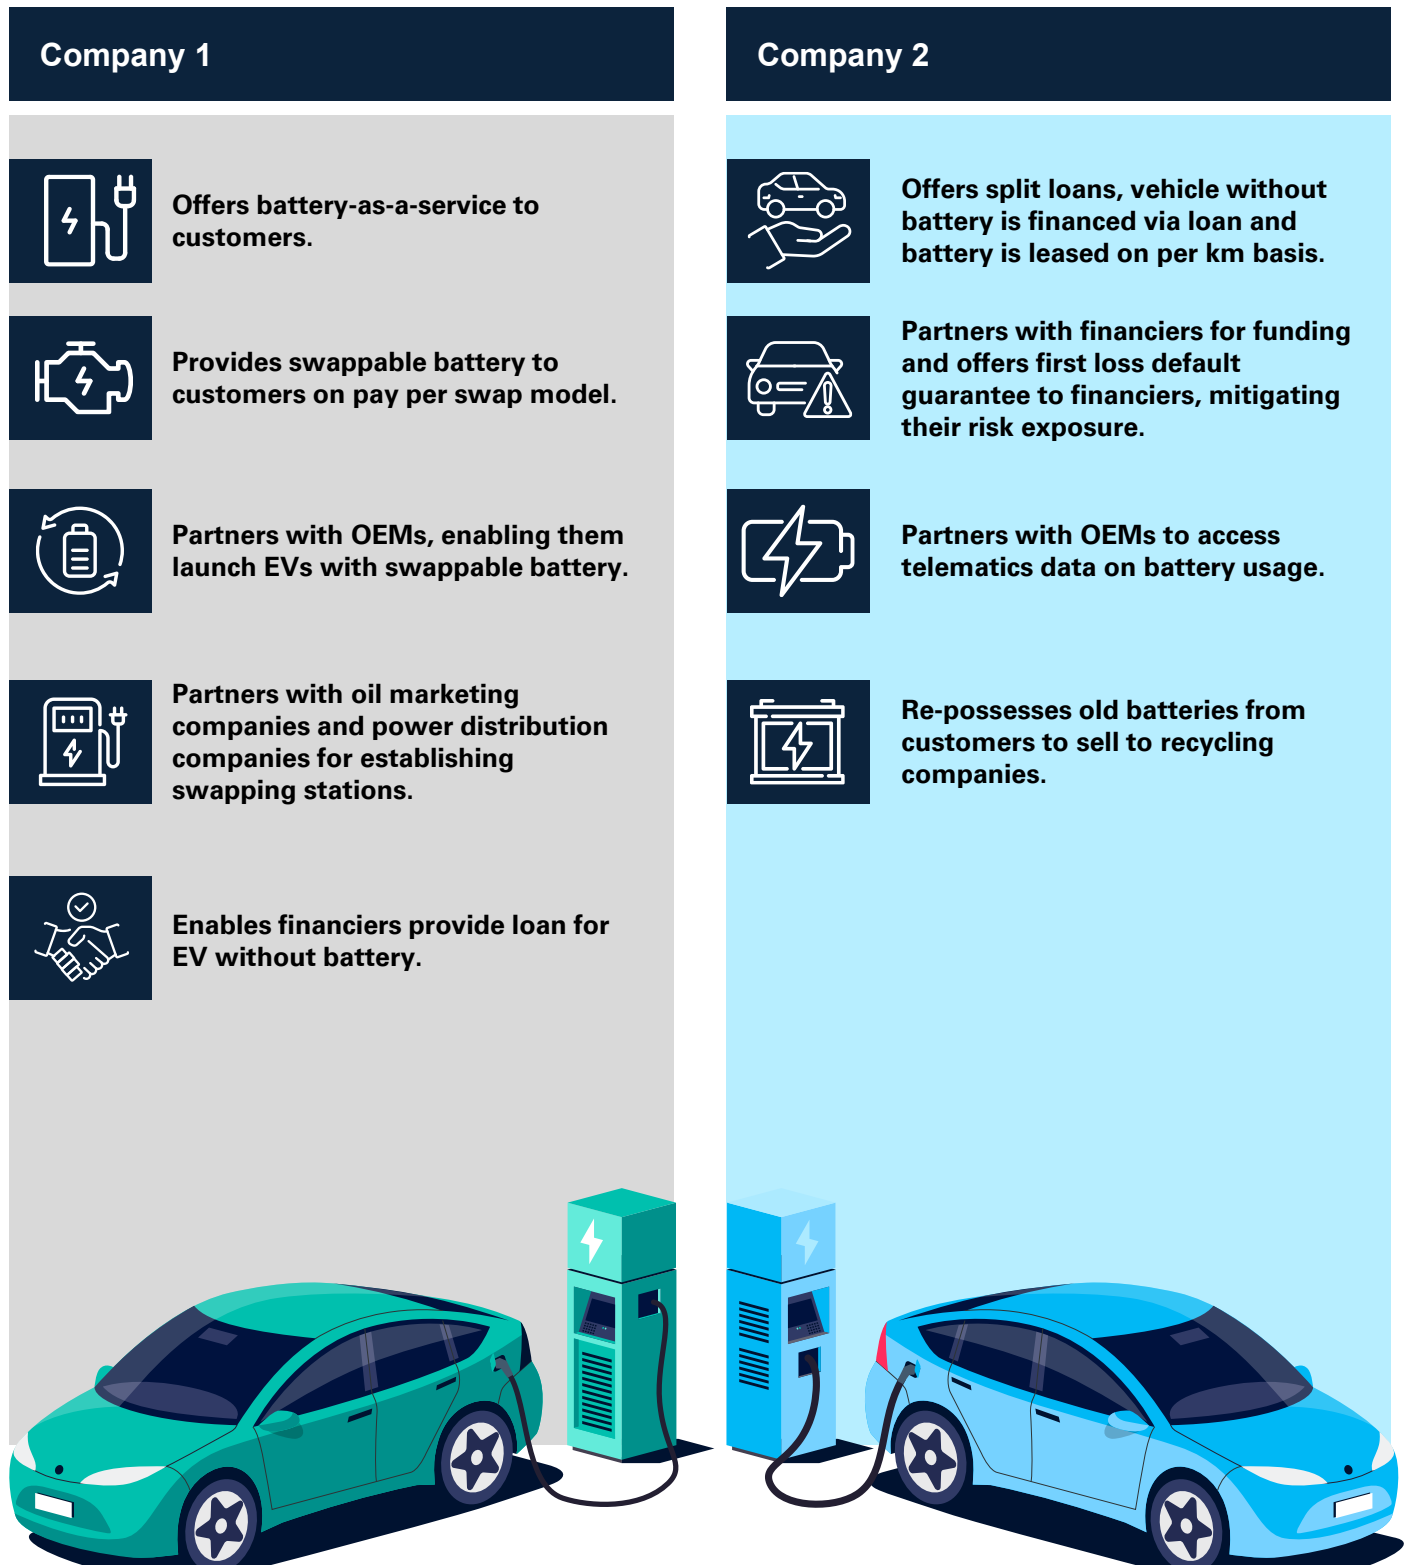 Company 1
Offers battery-as-a-service to
customers.
Provides swappable battery to
customers on pay per swap model.
Partners with OEMs, enabling them
launch EVs with swappable battery.
Partners with oil marketing
companies and power distribution
companies for establishing
swapping stations.
Enables financiers provide loan for
EV without battery.
Company 2
Offers split loans, vehicle without
battery is financed via loan and
battery is leased on per km basis.
Partners with financiers for funding
and offers first loss default
guarantee to financiers, mitigating
their risk exposure.
Partners with OEMs to access
telematics data on battery usage.
Re-possesses old batteries from
customers to sell to recycling
companies.